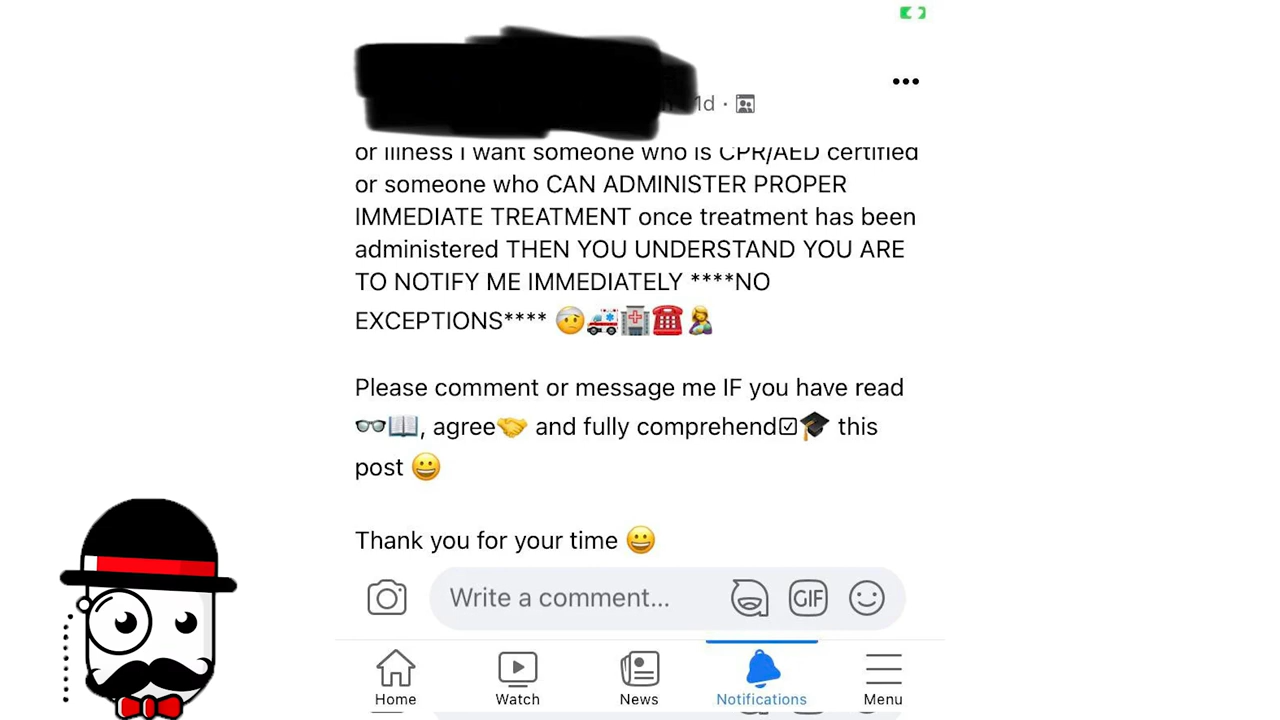 1d ·
or illness I want someone who is CPR/AED certified
or someone who CAN ADMINISTER PROPER
IMMEDIATE TREATMENT once treatment has been
administered THEN YOU UNDERSTAND YOU ARE
TO NOTIFY ME IMMEDIATELY ****NO
EXCEPTIONS**** 🤕🚑🏥☎️🤱
Please comment or message me IF you have read
👓📖, agree🤝 and fully comprehend☑🎓 this
post 😀
Thank you for your time 😀
Write a comment...
GIF
Home Watch News Notifications Menu